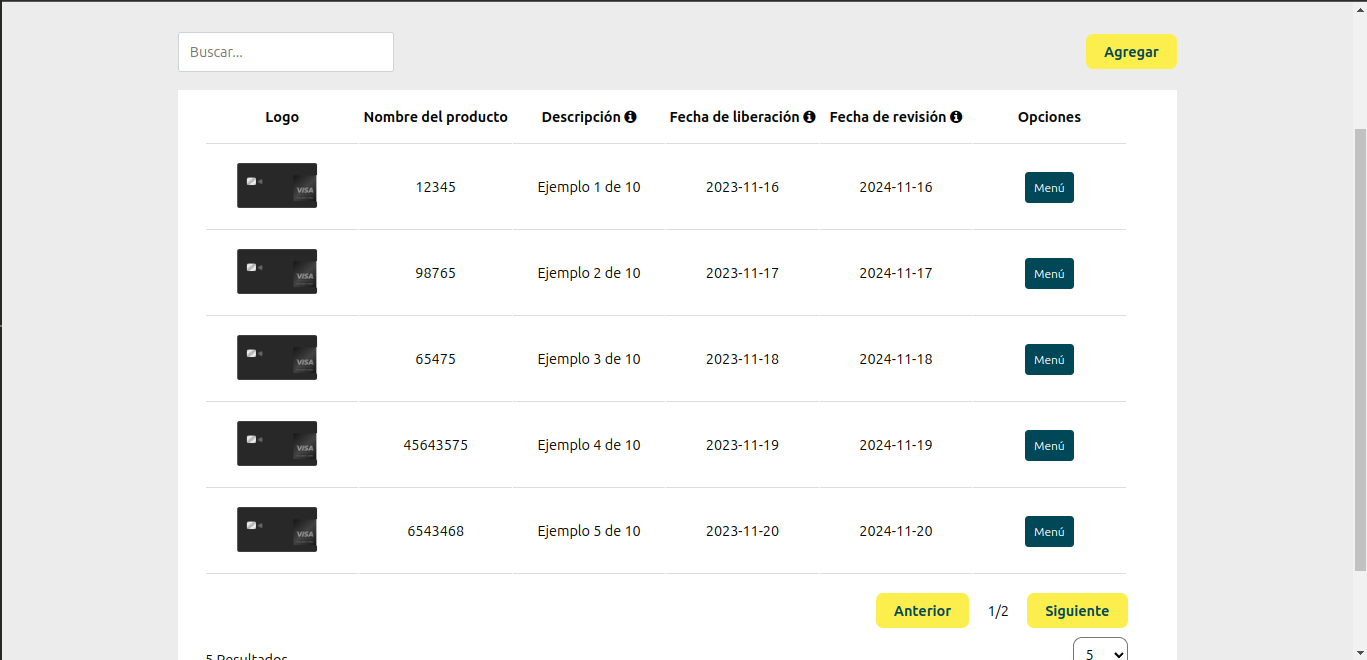 Buscar...
Agregar
Logo Nombre del producto Descripción Fecha de liberación Fecha de revisión Opciones
VISA 12345 Ejemplo 1 de 10 2023-11-16 2024-11-16 Menú
VISA 98765 Ejemplo 2 de 10 2023-11-17 2024-11-17 Menú
VISA 65475 Ejemplo 3 de 10 2023-11-18 2024-11-18 Menú
VISA 45643575 Ejemplo 4 de 10 2023-11-19 2024-11-19 Menú
VISA 6543468 Ejemplo 5 de 10 2023-11-20 2024-11-20 Menú
Anterior 1/2 Siguiente
5 Resultados 5